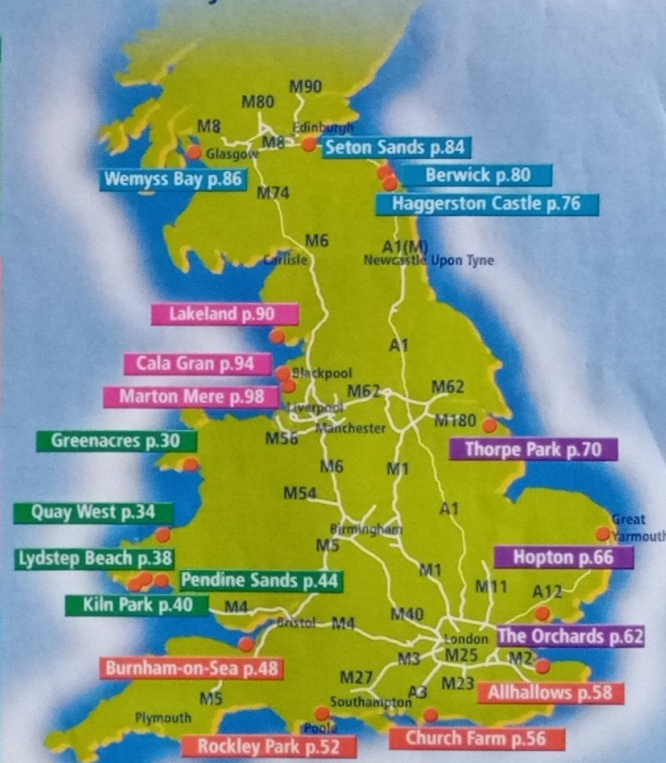 M90
M80
M8
Edinburgh
M8
Seton Sands p.84
Glasgow
Berwick p.80
Wemyss Bay p.86
M74
Haggerston Castle p.76
M6
A1(M)
Carlisle
Newcastle Upon Tyne
Lakeland p.90
A1
Cala Gran p.94
Blackpool
Marton Mere p.98
M62
M62
Liverpool
M180
Manchester
M56
Greenacres p.30
Thorpe Park p.70
M6
M1
M54
A1
Quay West p.34
Great
Yarmouth
Birmingham
M5
Lydstep Beach p.38
Hopton p.66
M1
Pendine Sands p.44
M11
A12
Kiln Park p.40
M4
M40
Bristol
M4
London
The Orchards p.62
M25
M3
M2
Burnham-on-Sea p.48
M27
M23
A3
Allhallows p.58
M5
Southampton
Plymouth
Poole
Rockley Park p.52
Church Farm p.56